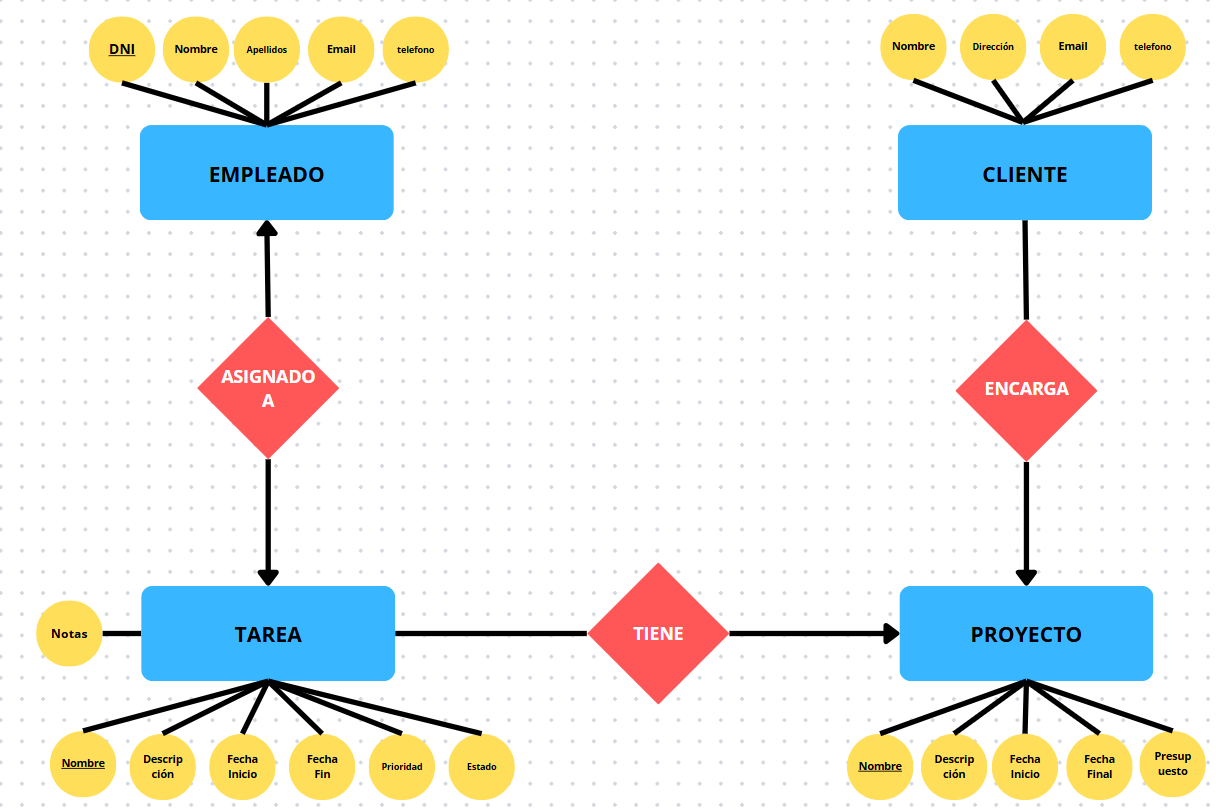 DNI
Nombre
Apellidos
Email
telefono
Nombre
Dirección
Email
telefono
EMPLEADO
CLIENTE
ASIGNADO
A
ENCARGA
Notas
TAREA
TIENE
PROYECTO
Nombre
Descrip
ción
Fecha
Inicio
Fecha
Fin
Prioridad
Estado
Nombre
Descrip
ción
Fecha
Inicio
Fecha
Final
Presup
uesto